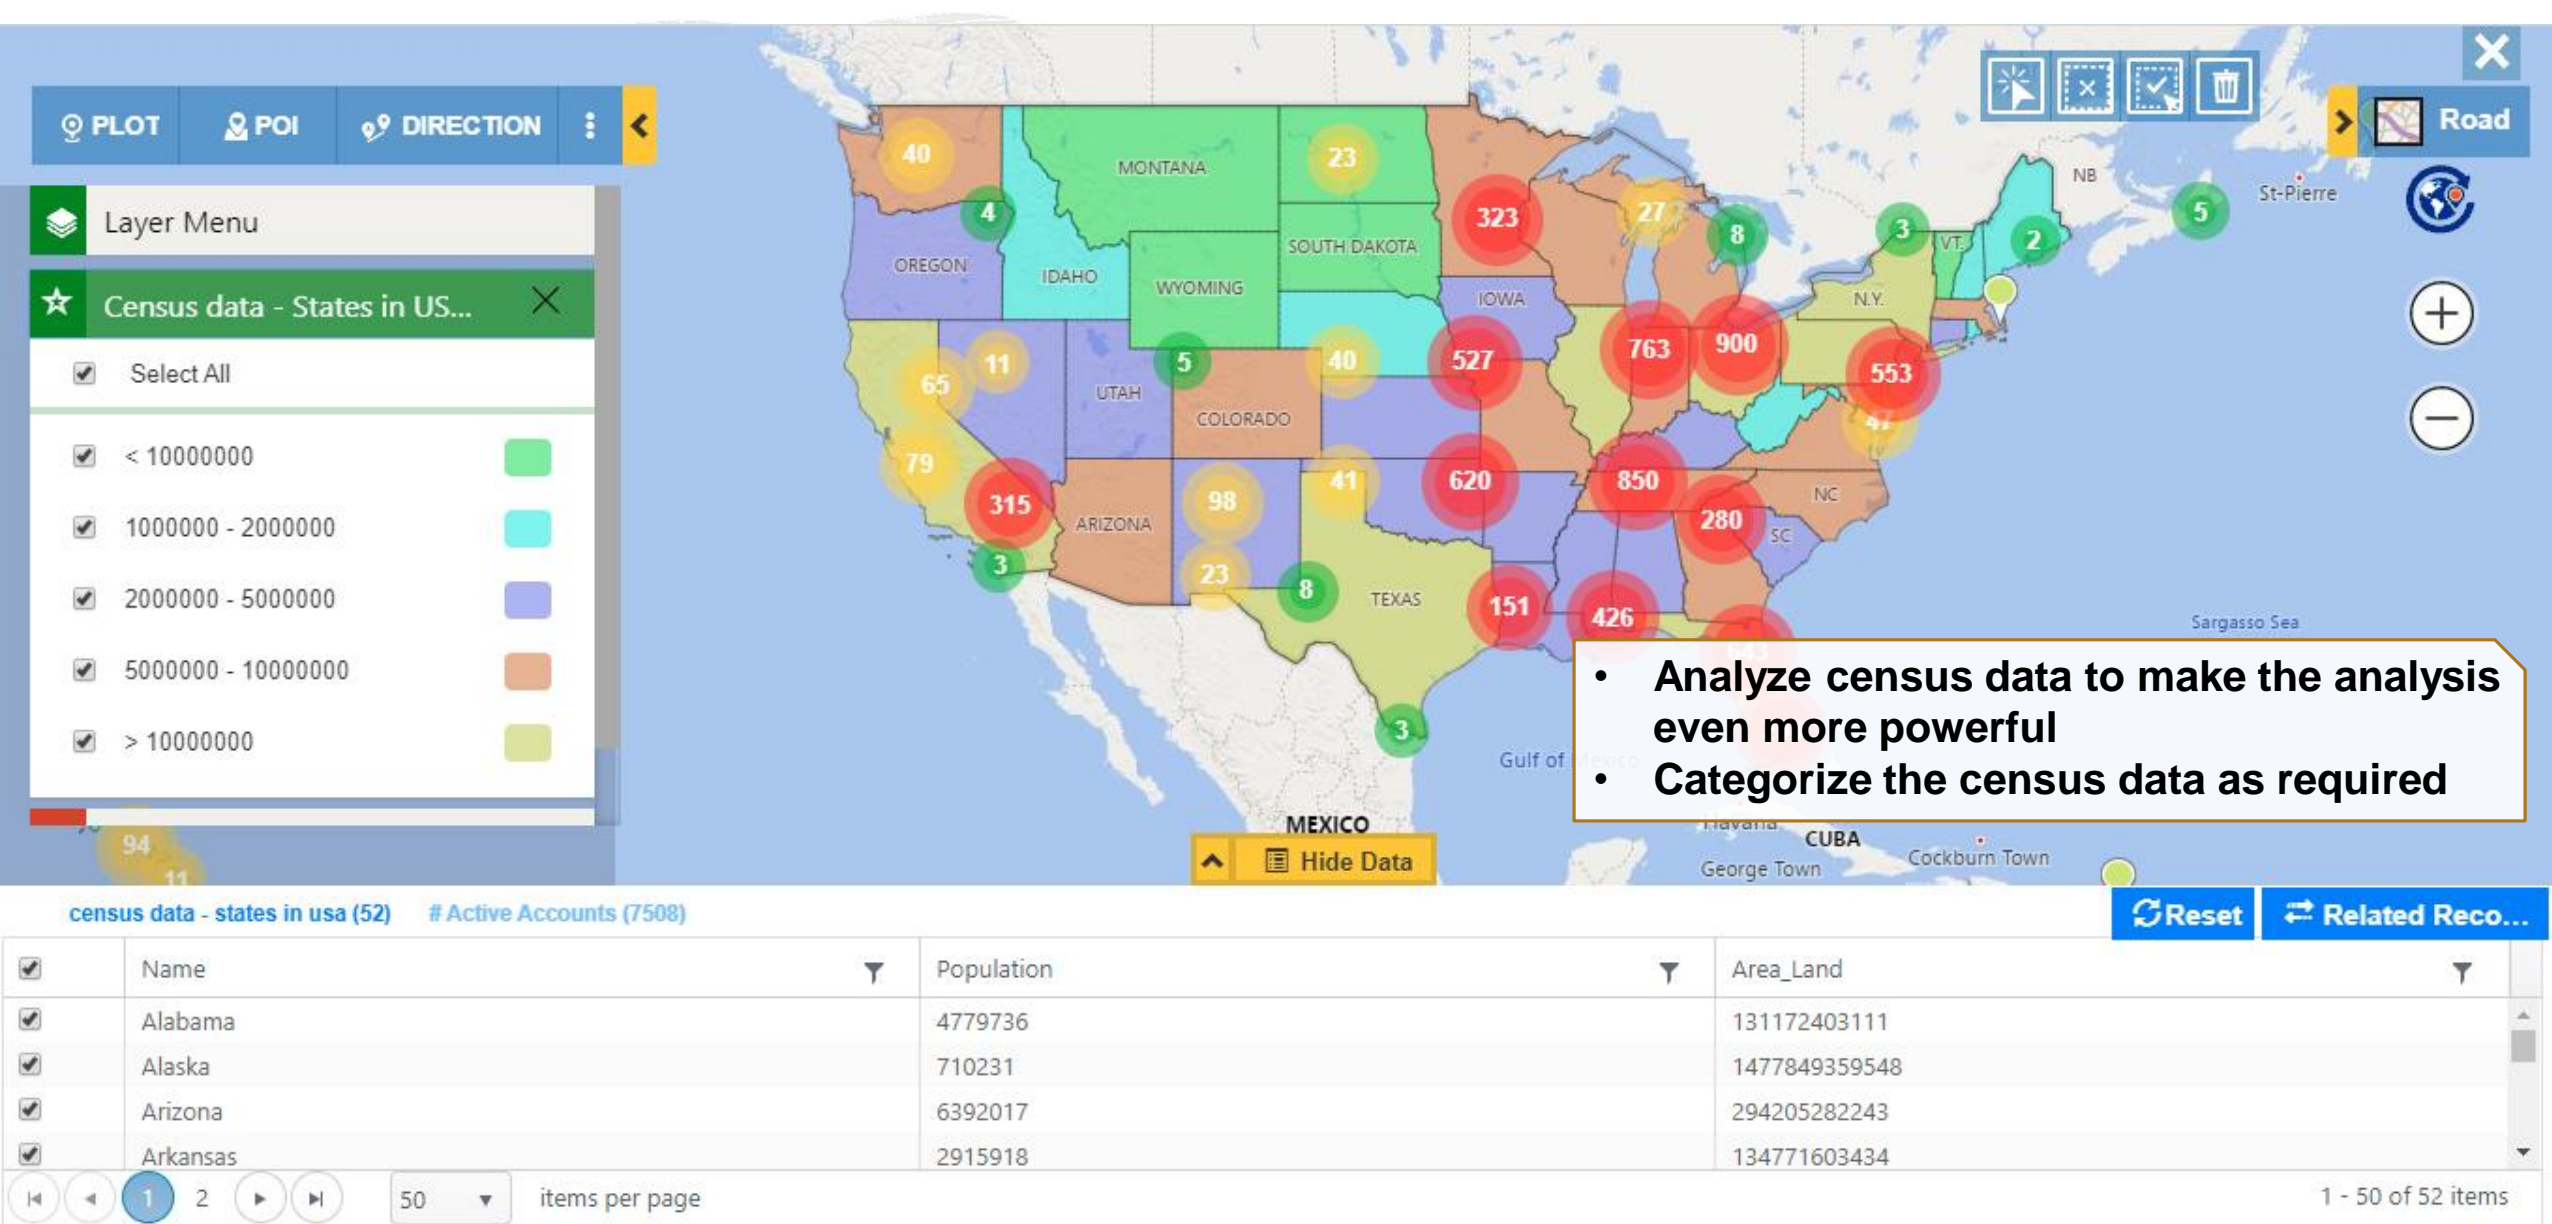 PLOT POI DIRECTION
Road
Layer Menu
Census data - States in US...
Select All
< 10000000
1000000 - 2000000
2000000 - 5000000
5000000 - 10000000
> 10000000
40
4
MONTANA
23
OREGON
IDAHO
WYOMING
SOUTH DAKOTA
323
27
8
3
VT.
2
NB
5
St-Pierre
IOWA
N.Y.
65
11
UTAH
5
COLORADO
40
527
763
900
553
47
79
315
3
ARIZONA
98
23
41
620
850
280
NC
SC
8
TEXAS
151
426
643
3
Sargasso Sea
Gulf of Mexico
• Analyze census data to make the analysis
even more powerful
• Categorize the census data as required
MEXICO
Havana
CUBA
George Town
Cockburn Town
94
11
Hide Data
census data - states in usa (52) # Active Accounts (7508)
Reset Related Reco...
Name Population Area_Land
Alabama 4779736 131172403111
Alaska 710231 1477849359548
Arizona 6392017 294205282243
Arkansas 2915918 134771603434
1 2 50 items per page 1 - 50 of 52 items